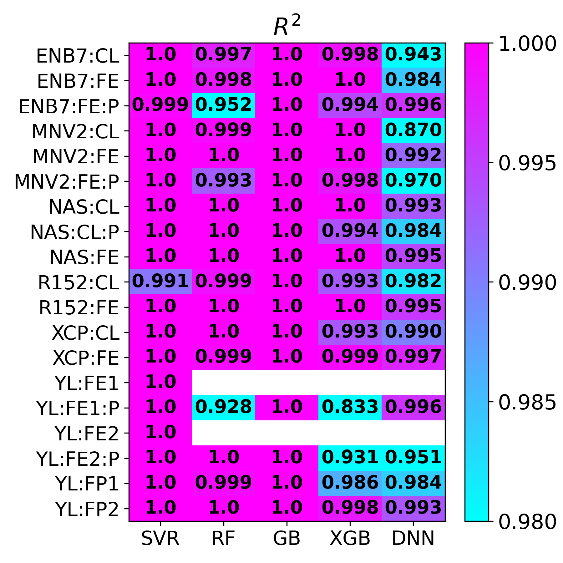 R²
ENB7:CL 1.0 0.997 1.0 0.998 0.943
ENB7:FE 1.0 0.998 1.0 1.0 0.984
ENB7:FE:P 0.999 0.952 1.0 0.994 0.996
MNV2:CL 1.0 0.999 1.0 1.0 0.870
MNV2:FE 1.0 1.0 1.0 1.0 0.992
MNV2:FE:P 1.0 0.993 1.0 0.998 0.970
NAS:CL 1.0 1.0 1.0 1.0 0.993
NAS:CL:P 1.0 1.0 1.0 0.994 0.984
NAS:FE 1.0 1.0 1.0 1.0 0.995
R152:CL 0.991 0.999 1.0 0.993 0.982
R152:FE 1.0 1.0 1.0 1.0 0.995
XCP:CL 1.0 1.0 1.0 0.993 0.990
XCP:FE 1.0 0.999 1.0 0.999 0.997
YL:FE1 1.0
YL:FE1:P 1.0 0.928 1.0 0.833 0.996
YL:FE2 1.0
YL:FE2:P 1.0 1.0 1.0 0.931 0.951
YL:FP1 1.0 0.999 1.0 0.986 0.984
YL:FP2 1.0 1.0 1.0 0.998 0.993
SVR RF GB XGB DNN
1.000
0.995
0.990
0.985
0.980